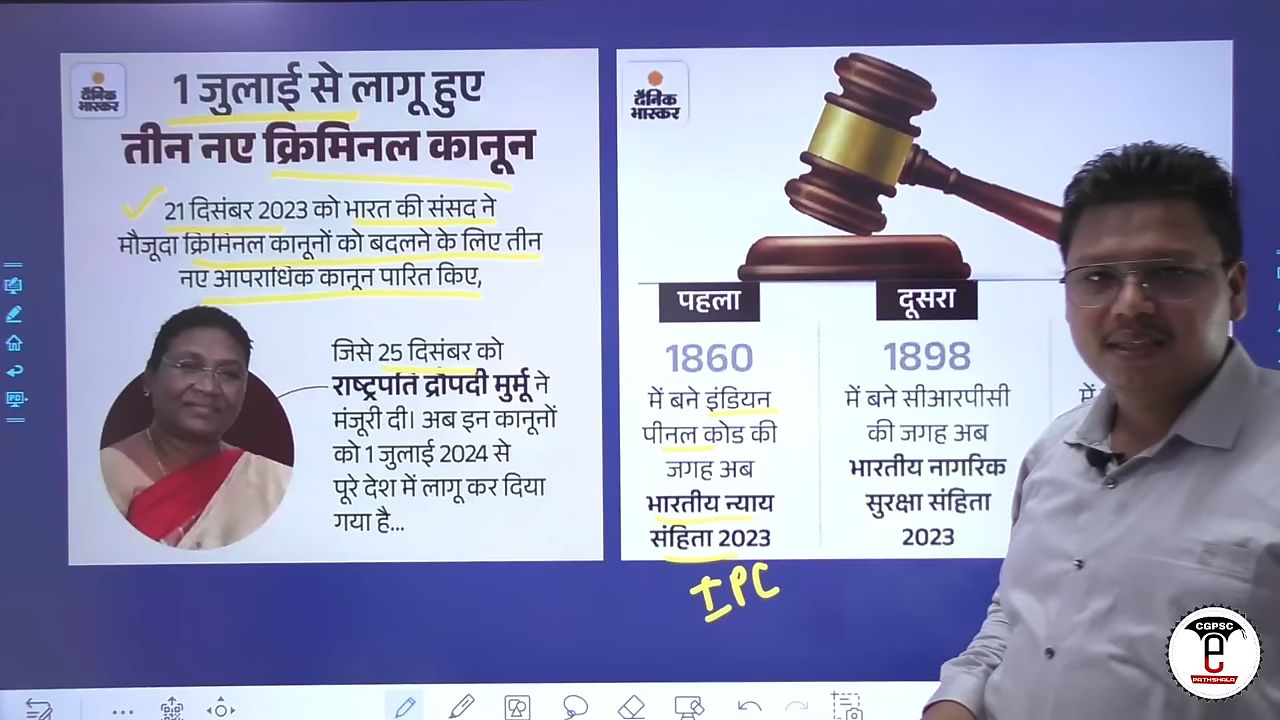 दैनिक
भास्कर
1 जुलाई से लागू हुए
तीन नए क्रिमिनल कानून
21 दिसंबर 2023 को भारत की संसद ने
मौजूदा क्रिमिनल कानूनों को बदलने के लिए तीन
नए आपराधिक कानून पारित किए,
जिसे 25 दिसंबर को
राष्ट्रपति द्रौपदी मुर्मू ने
मंजूरी दी। अब इन कानूनों
को 1 जुलाई 2024 से
पूरे देश में लागू कर दिया
गया है...
दैनिक
भास्कर
पहला
1860
में बने इंडियन
पीनल कोड की
जगह अब
भारतीय न्याय
संहिता 2023
IPC
दूसरा
1898
में बने सीआरपीसी
की जगह अब
भारतीय नागरिक
सुरक्षा संहिता
2023
में
CGPSC
e
PATHSHALA